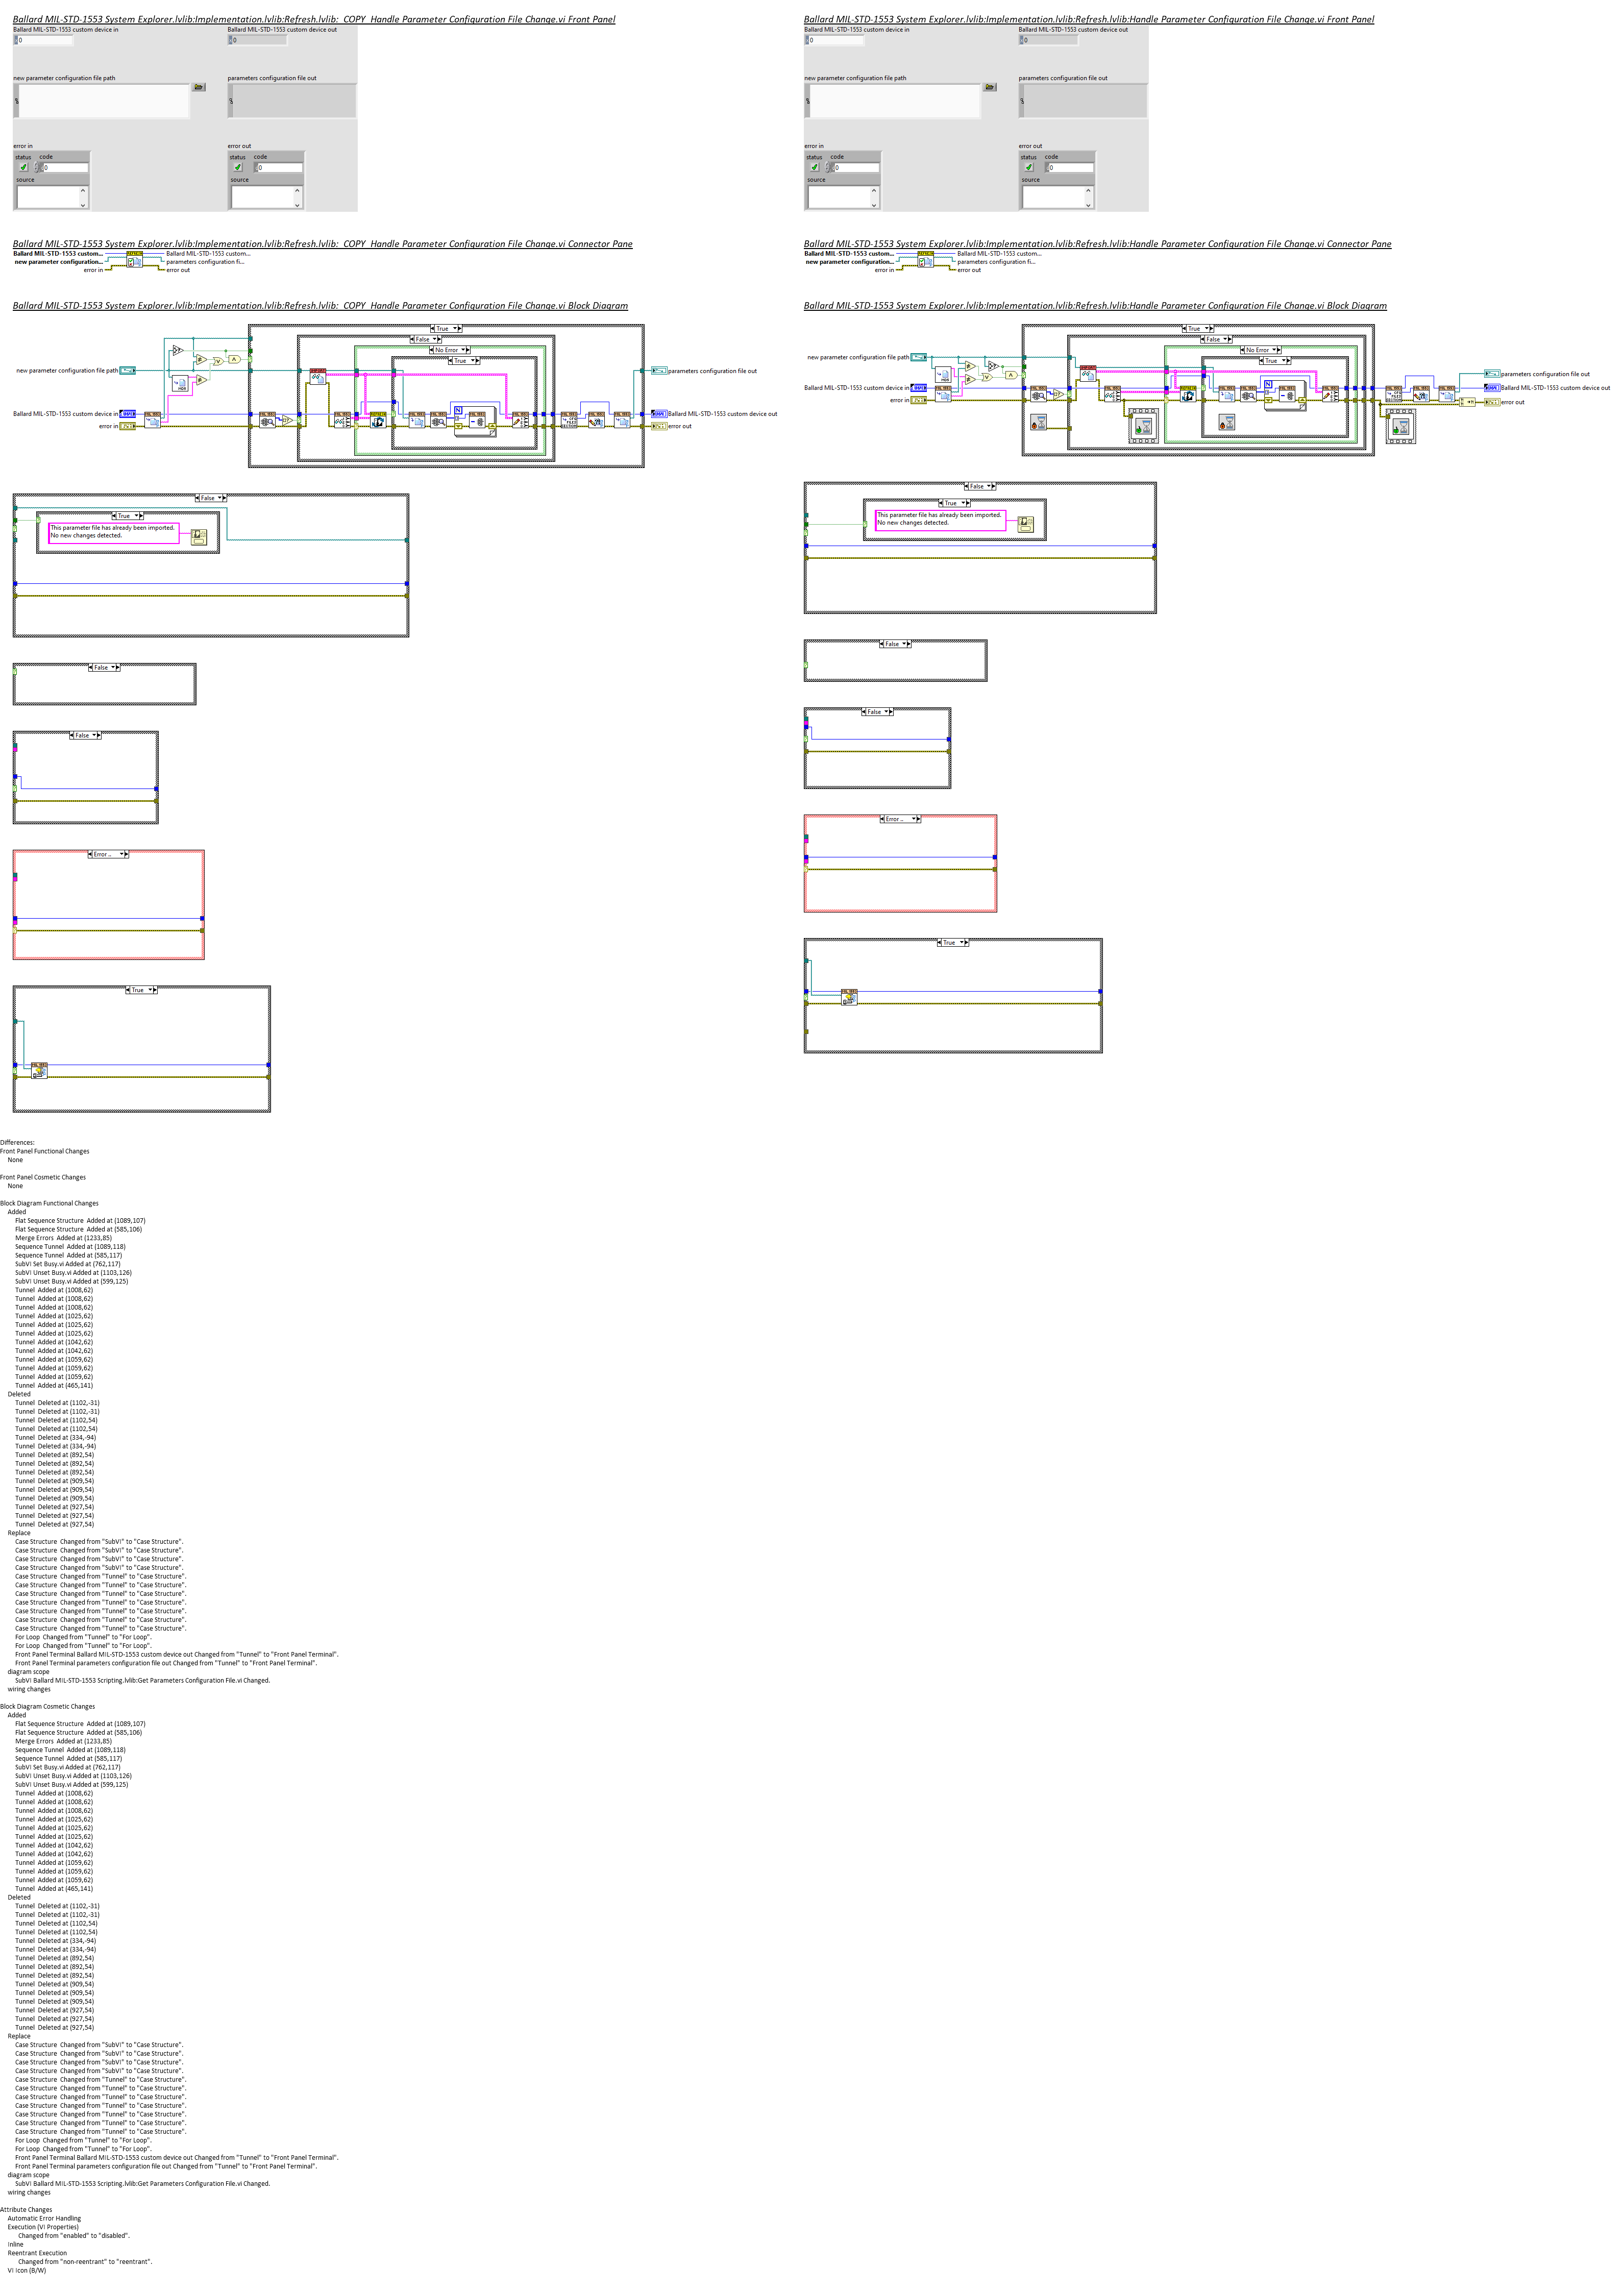 Ballard MIL-STD-1553 System Explorer.lvlib:Implementation.lvlib:Refresh.lvlib:_COPY_Handle Parameter Configuration File Change.vi Front Panel
Ballard MIL-STD-1553 custom device in
Ballard MIL-STD-1553 custom device out
0
0
new parameter configuration file path
parameters configuration file out
error in
error out
status code
status code
0
0
source
source
Ballard MIL-STD-1553 System Explorer.lvlib:Implementation.lvlib:Refresh.lvlib:Handle Parameter Configuration File Change.vi Front Panel
Ballard MIL-STD-1553 custom device in
Ballard MIL-STD-1553 custom device out
0
0
new parameter configuration file path
parameters configuration file out
error in
error out
status code
status code
0
0
source
source
Ballard MIL-STD-1553 System Explorer.lvlib:Implementation.lvlib:Refresh.lvlib:_COPY_Handle Parameter Configuration File Change.vi Connector Pane
Ballard MIL-STD-1553 custom...
Ballard MIL-STD-1553 custom...
new parameter configuration...
parameters configuration fi...
error in
error out
Ballard MIL-STD-1553 System Explorer.lvlib:Implementation.lvlib:Refresh.lvlib:Handle Parameter Configuration File Change.vi Connector Pane
Ballard MIL-STD-1553 custom...
Ballard MIL-STD-1553 custom...
new parameter configuration...
parameters configuration fi...
error in
error out
Ballard MIL-STD-1553 System Explorer.lvlib:Implementation.lvlib:Refresh.lvlib:_COPY_Handle Parameter Configuration File Change.vi Block Diagram
True
False
No Error
True
new parameter configuration file path
parameters configuration file out
Ballard MIL-STD-1553 custom device in
Ballard MIL-STD-1553 custom device out
error in
error out
False
True
This parameter file has already been imported.
No new changes detected.
False
False
Error
True
Ballard MIL-STD-1553 System Explorer.lvlib:Implementation.lvlib:Refresh.lvlib:Handle Parameter Configuration File Change.vi Block Diagram
True
False
No Error
True
new parameter configuration file path
parameters configuration file out
Ballard MIL-STD-1553 custom device in
Ballard MIL-STD-1553 custom device out
error in
error out
False
True
This parameter file has already been imported.
No new changes detected.
False
False
Error
True
Differences:
Front Panel Functional Changes
None
Front Panel Cosmetic Changes
None
Block Diagram Functional Changes
Added
Flat Sequence Structure Added at (1089,107)
Flat Sequence Structure Added at (585,106)
Merge Errors Added at (1233,85)
Sequence Tunnel Added at (1089,118)
Sequence Tunnel Added at (585,117)
SubVI Set Busy.vi Added at (762,117)
SubVI Unset Busy.vi Added at (1103,126)
SubVI Unset Busy.vi Added at (599,125)
Tunnel Added at (1008,62)
Tunnel Added at (1008,62)
Tunnel Added at (1008,62)
Tunnel Added at (1025,62)
Tunnel Added at (1025,62)
Tunnel Added at (1025,62)
Tunnel Added at (1042,62)
Tunnel Added at (1042,62)
Tunnel Added at (1059,62)
Tunnel Added at (1059,62)
Tunnel Added at (1059,62)
Tunnel Added at (465,141)
Deleted
Tunnel Deleted at (1102,-31)
Tunnel Deleted at (1102,-31)
Tunnel Deleted at (1102,54)
Tunnel Deleted at (1102,54)
Tunnel Deleted at (334,-94)
Tunnel Deleted at (334,-94)
Tunnel Deleted at (892,54)
Tunnel Deleted at (892,54)
Tunnel Deleted at (892,54)
Tunnel Deleted at (909,54)
Tunnel Deleted at (909,54)
Tunnel Deleted at (909,54)
Tunnel Deleted at (927,54)
Tunnel Deleted at (927,54)
Tunnel Deleted at (927,54)
Replace
Case Structure Changed from "SubVI" to "Case Structure".
Case Structure Changed from "SubVI" to "Case Structure".
Case Structure Changed from "SubVI" to "Case Structure".
Case Structure Changed from "SubVI" to "Case Structure".
Case Structure Changed from "Tunnel" to "Case Structure".
Case Structure Changed from "Tunnel" to "Case Structure".
Case Structure Changed from "Tunnel" to "Case Structure".
Case Structure Changed from "Tunnel" to "Case Structure".
Case Structure Changed from "Tunnel" to "Case Structure".
Case Structure Changed from "Tunnel" to "Case Structure".
Case Structure Changed from "Tunnel" to "Case Structure".
For Loop Changed from "Tunnel" to "For Loop".
For Loop Changed from "Tunnel" to "For Loop".
Front Panel Terminal Ballard MIL-STD-1553 custom device out Changed from "Tunnel" to "Front Panel Terminal".
Front Panel Terminal parameters configuration file out Changed from "Tunnel" to "Front Panel Terminal".
diagram scope
SubVI Ballard MIL-STD-1553 Scripting.lvlib:Get Parameters Configuration File.vi Changed.
wiring changes
Block Diagram Cosmetic Changes
Added
Flat Sequence Structure Added at (1089,107)
Flat Sequence Structure Added at (585,106)
Merge Errors Added at (1233,85)
Sequence Tunnel Added at (1089,118)
Sequence Tunnel Added at (585,117)
SubVI Set Busy.vi Added at (762,117)
SubVI Unset Busy.vi Added at (1103,126)
SubVI Unset Busy.vi Added at (599,125)
Tunnel Added at (1008,62)
Tunnel Added at (1008,62)
Tunnel Added at (1008,62)
Tunnel Added at (1025,62)
Tunnel Added at (1025,62)
Tunnel Added at (1025,62)
Tunnel Added at (1042,62)
Tunnel Added at (1042,62)
Tunnel Added at (1059,62)
Tunnel Added at (1059,62)
Tunnel Added at (1059,62)
Tunnel Added at (465,141)
Deleted
Tunnel Deleted at (1102,-31)
Tunnel Deleted at (1102,-31)
Tunnel Deleted at (1102,54)
Tunnel Deleted at (1102,54)
Tunnel Deleted at (334,-94)
Tunnel Deleted at (334,-94)
Tunnel Deleted at (892,54)
Tunnel Deleted at (892,54)
Tunnel Deleted at (892,54)
Tunnel Deleted at (909,54)
Tunnel Deleted at (909,54)
Tunnel Deleted at (909,54)
Tunnel Deleted at (927,54)
Tunnel Deleted at (927,54)
Tunnel Deleted at (927,54)
Replace
Case Structure Changed from "SubVI" to "Case Structure".
Case Structure Changed from "SubVI" to "Case Structure".
Case Structure Changed from "SubVI" to "Case Structure".
Case Structure Changed from "SubVI" to "Case Structure".
Case Structure Changed from "Tunnel" to "Case Structure".
Case Structure Changed from "Tunnel" to "Case Structure".
Case Structure Changed from "Tunnel" to "Case Structure".
Case Structure Changed from "Tunnel" to "Case Structure".
Case Structure Changed from "Tunnel" to "Case Structure".
Case Structure Changed from "Tunnel" to "Case Structure".
Case Structure Changed from "Tunnel" to "Case Structure".
For Loop Changed from "Tunnel" to "For Loop".
For Loop Changed from "Tunnel" to "For Loop".
Front Panel Terminal Ballard MIL-STD-1553 custom device out Changed from "Tunnel" to "Front Panel Terminal".
Front Panel Terminal parameters configuration file out Changed from "Tunnel" to "Front Panel Terminal".
diagram scope
SubVI Ballard MIL-STD-1553 Scripting.lvlib:Get Parameters Configuration File.vi Changed.
wiring changes
Attribute Changes
Automatic Error Handling
Execution (VI Properties)
Changed from "enabled" to "disabled".
Inline
Reentrant Execution
Changed from "non-reentrant" to "reentrant".
VI Icon (B/W)